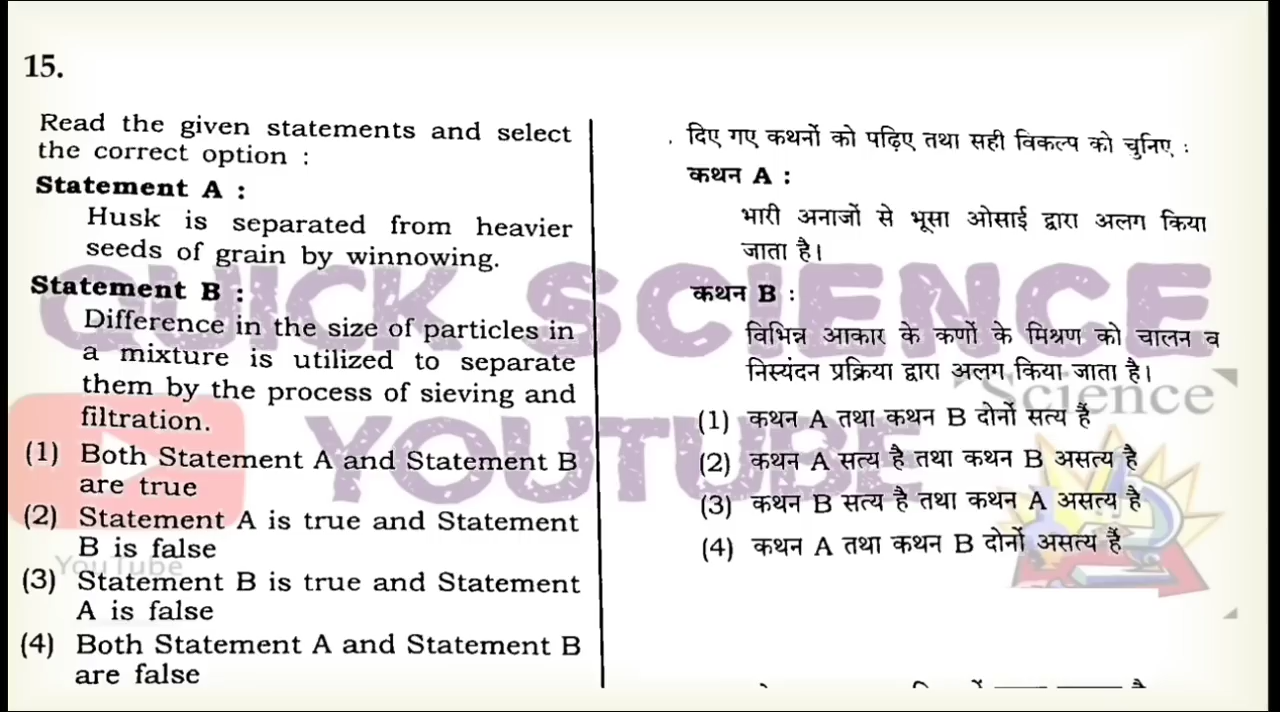 15.
Read the given statements and select
the correct option :
Statement A :
Husk is separated from heavier
seeds of grain by winnowing.
Statement B :
Difference in the size of particles in
a mixture is utilized to separate
them by the process of sieving and
filtration.
(1) Both Statement A and Statement B
are true
(2) Statement A is true and Statement
B is false
(3) Statement B is true and Statement
A is false
(4) Both Statement A and Statement B
are false
दिए गए कथनों को पढ़िए तथा सही विकल्प को चुनिए :
कथन A :
भारी अनाजों से भूसा ओसाई द्वारा अलग किया
जाता है।
कथन B :
विभिन्न आकार के कणों के मिश्रण को चालन व
निस्यंदन प्रक्रिया द्वारा अलग किया जाता है।
(1) कथन A तथा कथन B दोनों सत्य हैं
(2) कथन A सत्य है तथा कथन B असत्य है
(3) कथन B सत्य है तथा कथन A असत्य है
(4) कथन A तथा कथन B दोनों असत्य हैं
QUICK SCIENCE
YOUTUBE
Science
YouTube